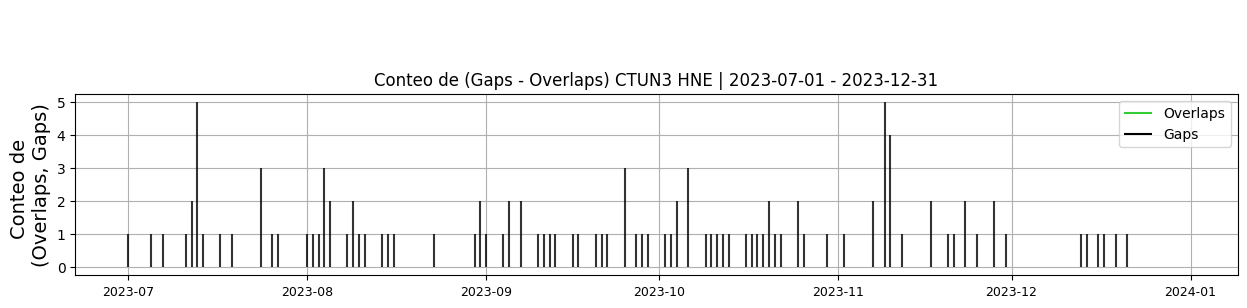 Conteo de (Gaps - Overlaps) CTUN3 HNE | 2023-07-01 - 2023-12-31
Conteo de
(Overlaps, Gaps)
5
4
3
2
1
0
Overlaps
Gaps
2023-07
2023-08
2023-09
2023-10
2023-11
2023-12
2024-01